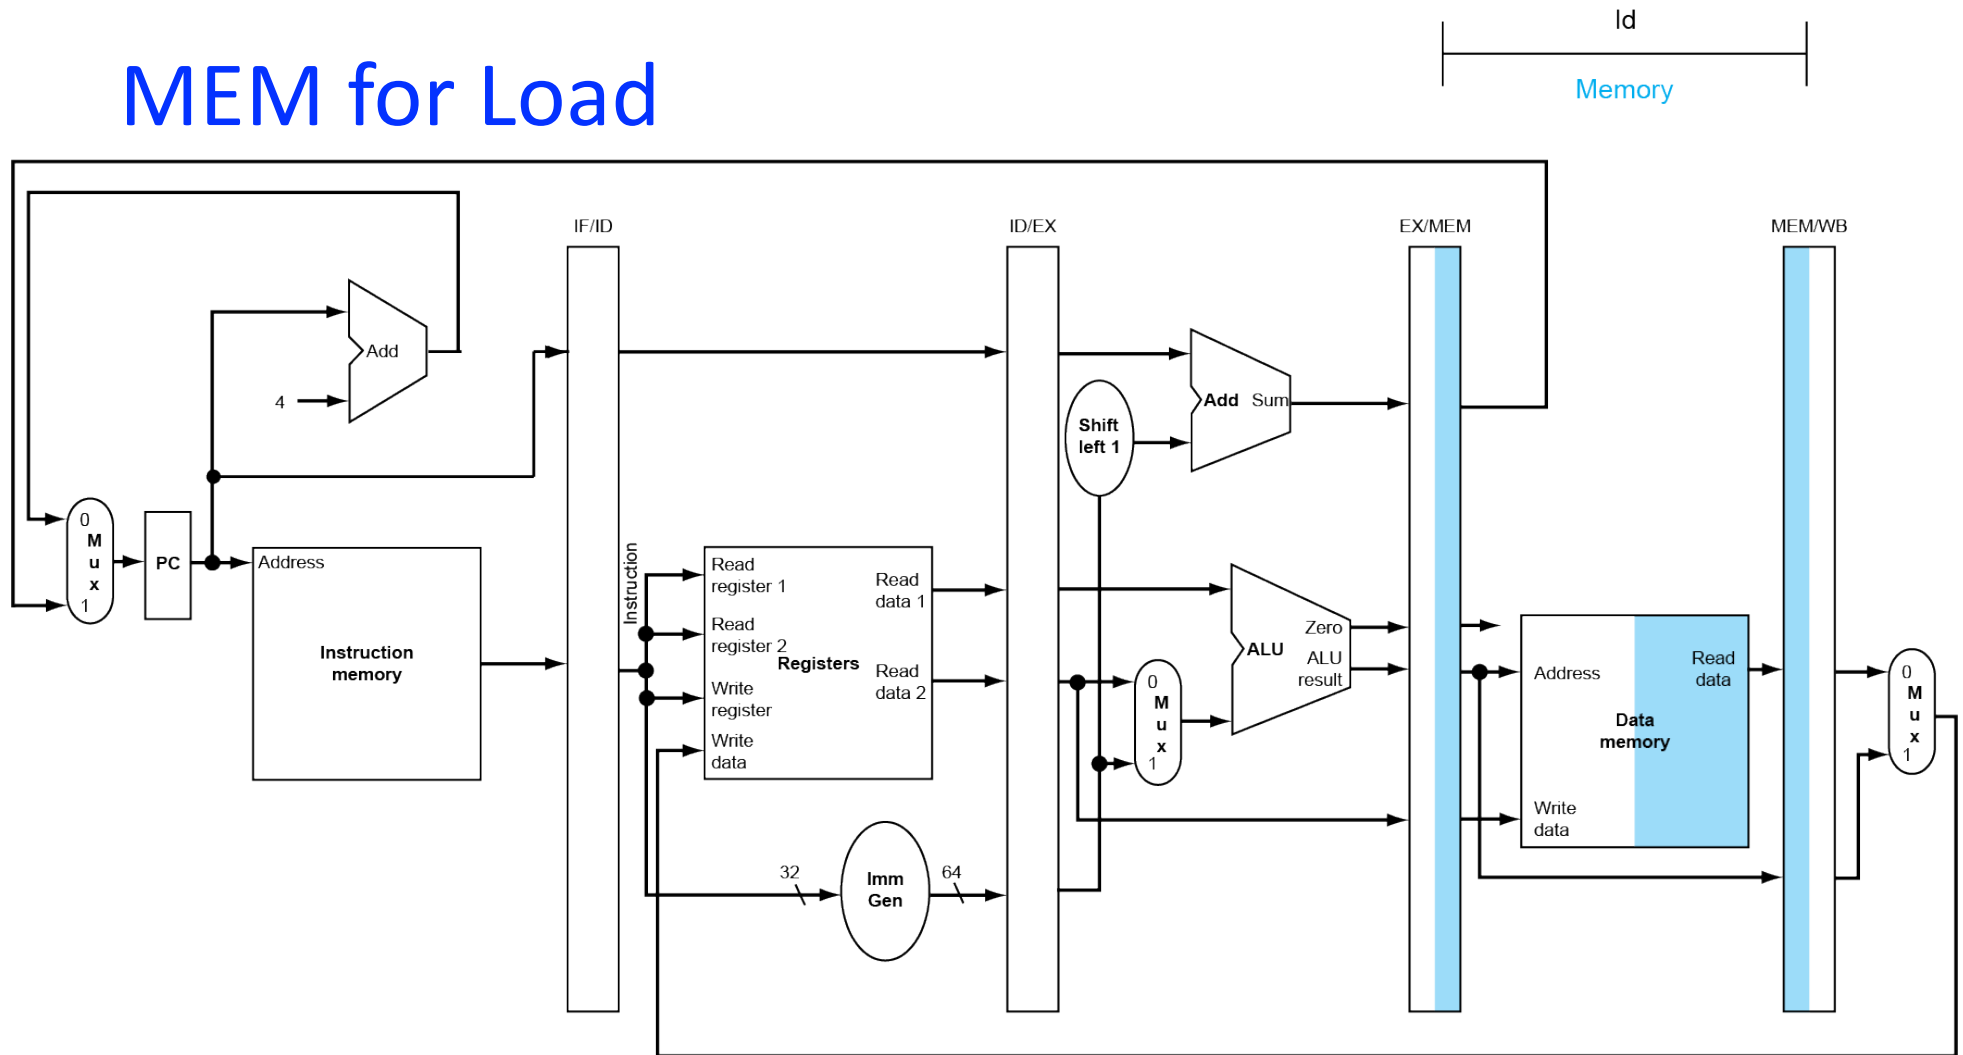 ld
MEM for Load
Memory
IF/ID
ID/EX
EX/MEM
MEM/WB
Add
4
Add Sum
Shift
left 1
0
M
u
x
1
PC
Address
Instruction
memory
Instruction
Read
register 1
Read
register 2
Registers
Write
register
Write
data
Read
data 1
Read
data 2
0
M
u
x
1
Zero
ALU
ALU
result
Address
Read
data
Data
memory
Write
data
0
M
u
x
1
32
Imm
Gen
64